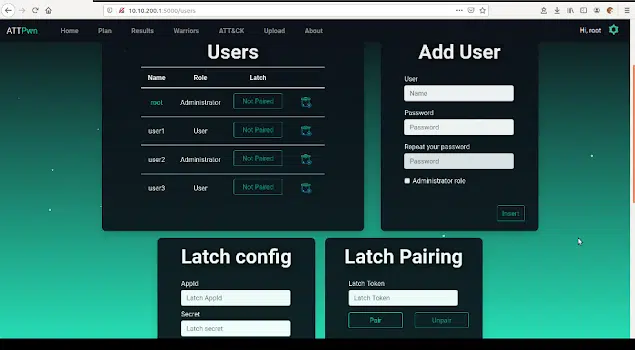 10.10.200.1:5000/users
ATTPwn Home Plan Results Warriors ATT&CK Upload About Hi, root
Users
Name Role Latch
root Administrator Not Paired
user1 User Not Paired
user2 Administrator Not Paired
user3 User Not Paired
Add User
User
Name
Password
Password
Repeat your password
Password
Administrator role
Insert
Latch config
AppId
Latch AppId
Secret
Latch secret
Latch Pairing
Latch Token
Latch Token
Pair Unpair